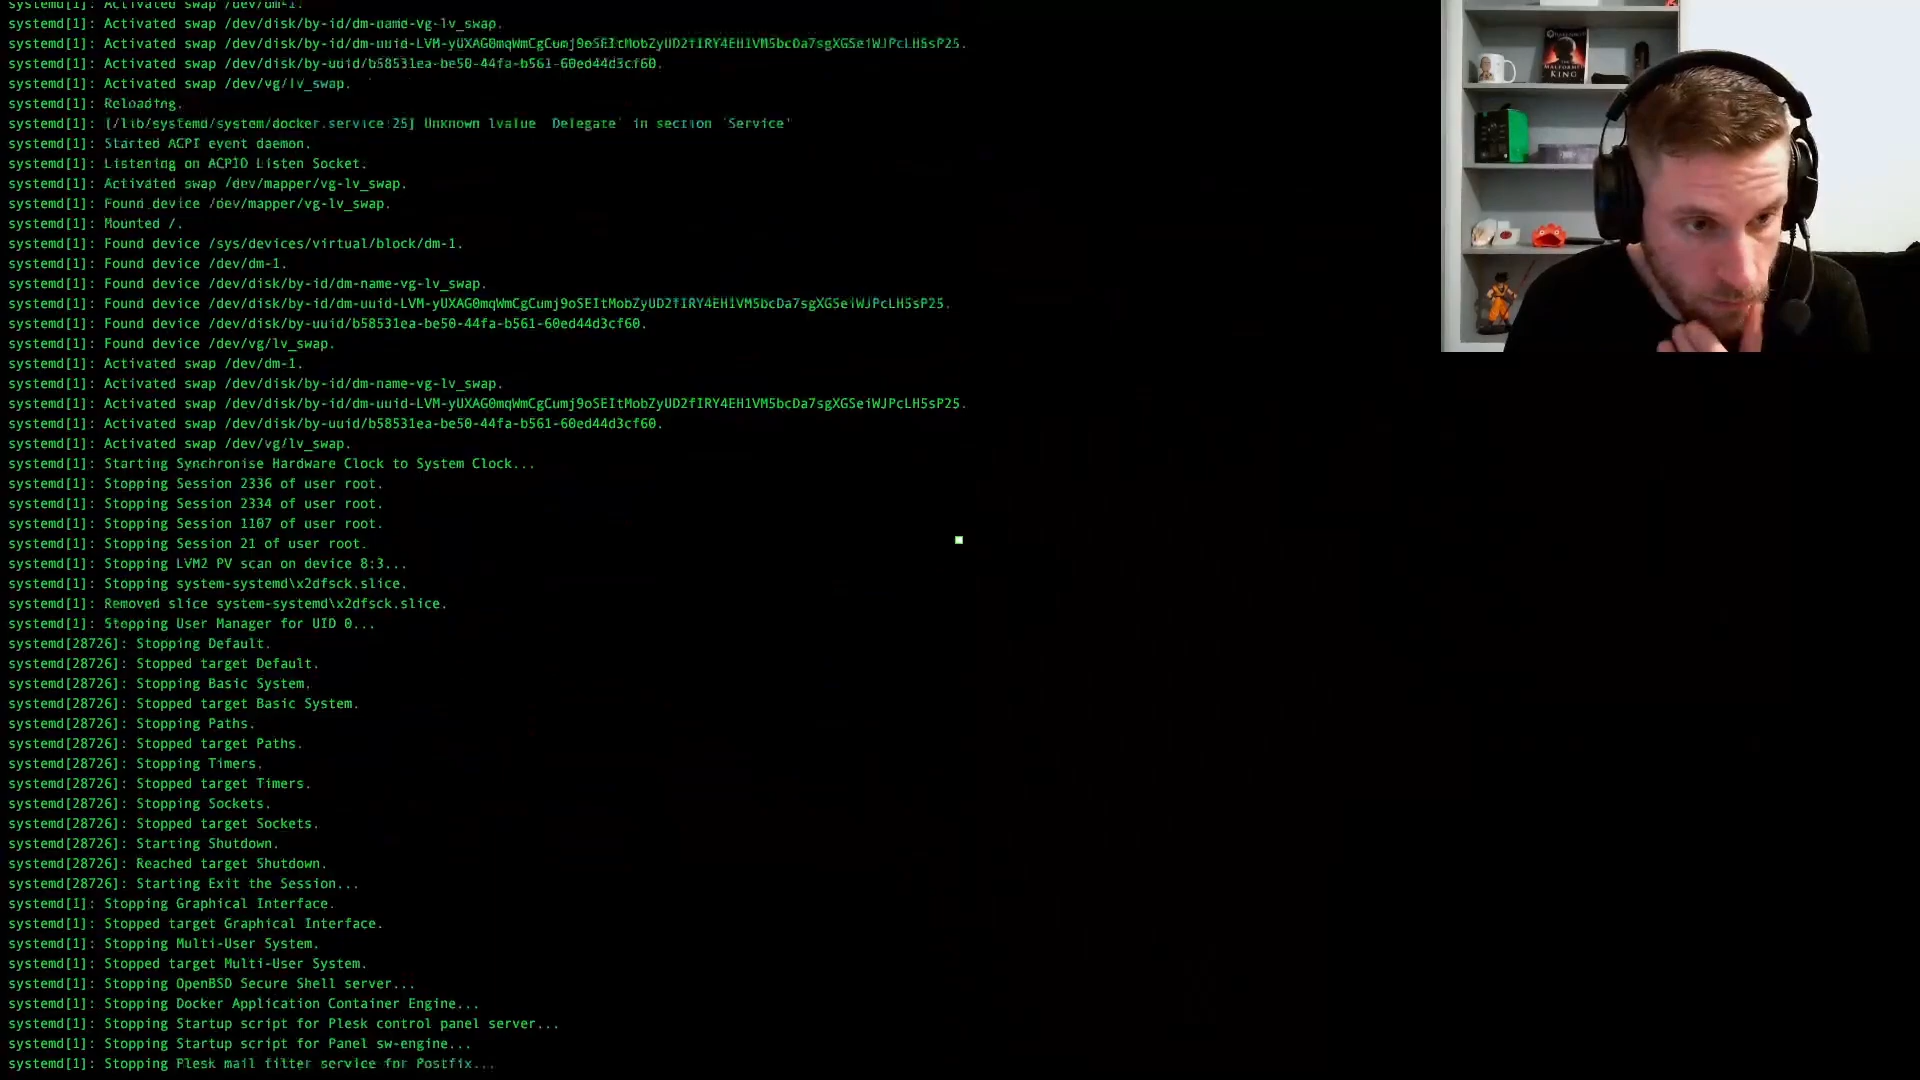 systemd[1]: Activated swap /dev/dm-1.
systemd[1]: Activated swap /dev/disk/by-id/dm-name-vg-lv_swap.
systemd[1]: Activated swap /dev/disk/by-id/dm-uuid-LVM-yUXAG0mqWmCgCumj9oSEItMobZyUD2fIRY4EH1VM5bcDa7sgXGSeiWJPcLH5sP25.
systemd[1]: Activated swap /dev/disk/by-uuid/b58531ea-be50-44fa-b561-60ed44d3cf60.
systemd[1]: Activated swap /dev/vg/lv_swap.
systemd[1]: Reloading.
systemd[1]: [/lib/systemd/system/docker.service:25] Unknown lvalue 'Delegate' in section 'Service'
systemd[1]: Started ACPI event daemon.
systemd[1]: Listening on ACPID Listen Socket.
systemd[1]: Activated swap /dev/mapper/vg-lv_swap.
systemd[1]: Found device /dev/mapper/vg-lv_swap.
systemd[1]: Mounted /.
systemd[1]: Found device /sys/devices/virtual/block/dm-1.
systemd[1]: Found device /dev/dm-1.
systemd[1]: Found device /dev/disk/by-id/dm-name-vg-lv_swap.
systemd[1]: Found device /dev/disk/by-id/dm-uuid-LVM-yUXAG0mqWmCgCumj9oSEItMobZyUD2fIRY4EH1VM5bcDa7sgXGSeiWJPcLH5sP25.
systemd[1]: Found device /dev/disk/by-uuid/b58531ea-be50-44fa-b561-60ed44d3cf60.
systemd[1]: Found device /dev/vg/lv_swap.
systemd[1]: Activated swap /dev/dm-1.
systemd[1]: Activated swap /dev/disk/by-id/dm-name-vg-lv_swap.
systemd[1]: Activated swap /dev/disk/by-id/dm-uuid-LVM-yUXAG0mqWmCgCumj9oSEItMobZyUD2fIRY4EH1VM5bcDa7sgXGSeiWJPcLH5sP25.
systemd[1]: Activated swap /dev/disk/by-uuid/b58531ea-be50-44fa-b561-60ed44d3cf60.
systemd[1]: Activated swap /dev/vg/lv_swap.
systemd[1]: Starting Synchronise Hardware Clock to System Clock...
systemd[1]: Stopping Session 2336 of user root.
systemd[1]: Stopping Session 2334 of user root.
systemd[1]: Stopping Session 1107 of user root.
systemd[1]: Stopping Session 21 of user root.
systemd[1]: Stopping LVM2 PV scan on device 8:3...
systemd[1]: Stopping system-systemd\x2dfsck.slice.
systemd[1]: Removed slice system-systemd\x2dfsck.slice.
systemd[1]: Stopping User Manager for UID 0...
systemd[28726]: Stopping Default.
systemd[28726]: Stopped target Default.
systemd[28726]: Stopping Basic System.
systemd[28726]: Stopped target Basic System.
systemd[28726]: Stopping Paths.
systemd[28726]: Stopped target Paths.
systemd[28726]: Stopping Timers.
systemd[28726]: Stopped target Timers.
systemd[28726]: Stopping Sockets.
systemd[28726]: Stopped target Sockets.
systemd[28726]: Starting Shutdown.
systemd[28726]: Reached target Shutdown.
systemd[28726]: Starting Exit the Session...
systemd[1]: Stopping Graphical Interface.
systemd[1]: Stopped target Graphical Interface.
systemd[1]: Stopping Multi-User System.
systemd[1]: Stopped target Multi-User System.
systemd[1]: Stopping OpenBSD Secure Shell server...
systemd[1]: Stopping Docker Application Container Engine...
systemd[1]: Stopping Startup script for Plesk control panel server...
systemd[1]: Stopping Startup script for Panel sw-engine...
systemd[1]: Stopping Plesk mail filter service for Postfix...
THE
MALFORMED
KING